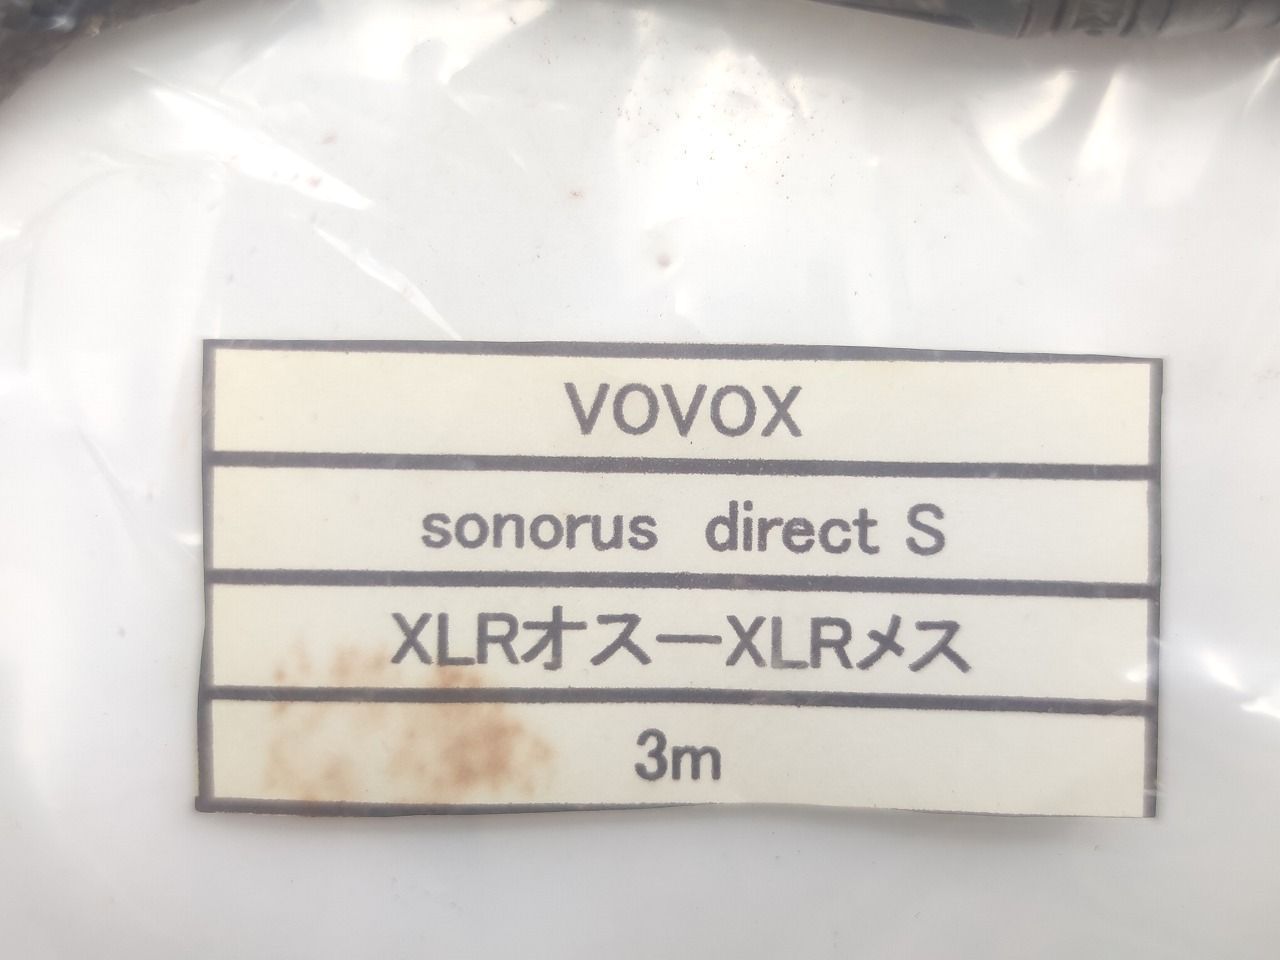 VOVOX
sonorus direct S
XLRオスーXLRメス
3m